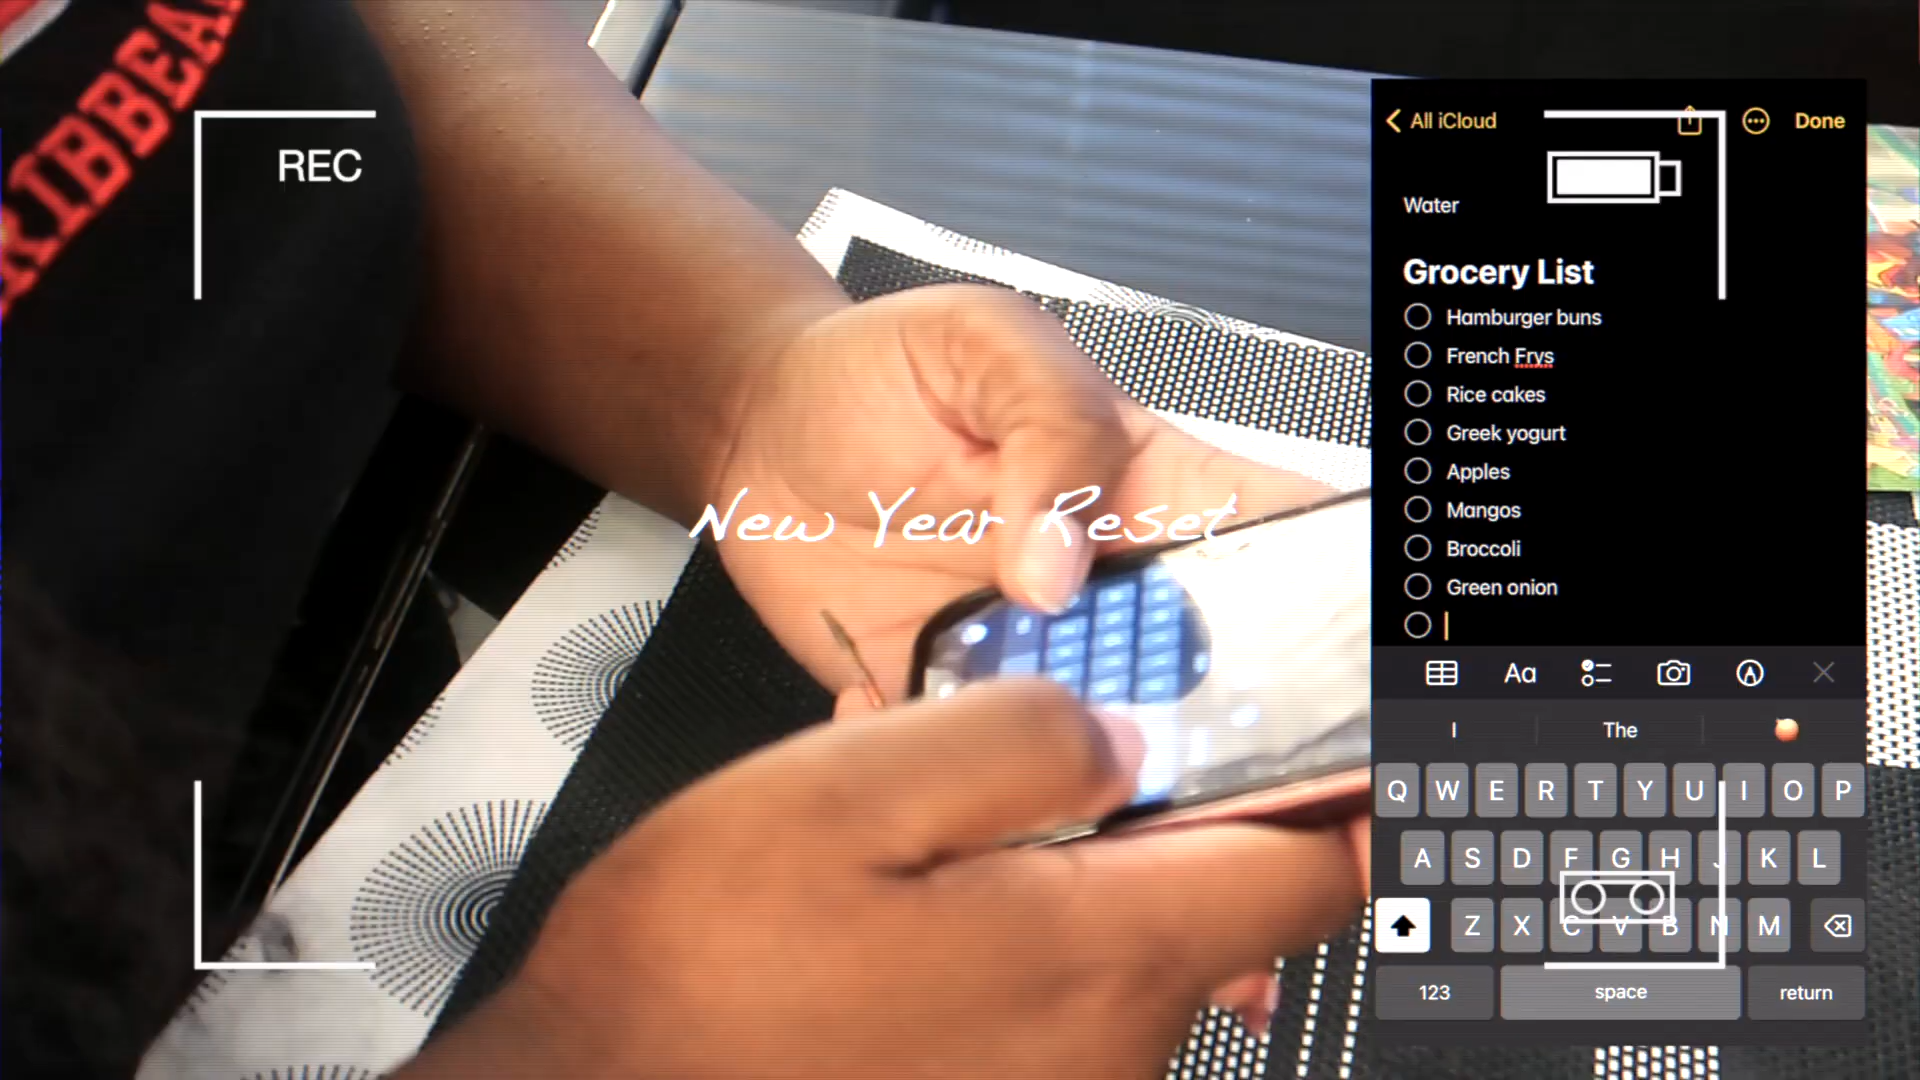 RIBBEA
REC
New Year Reset
All iCloud
Done
Water
Grocery List
Hamburger buns
French Frys
Rice cakes
Greek yogurt
Apples
Mangos
Broccoli
Green onion
Aa
I
The
Q W E R T Y U I O P
A S D F G H J K L
Z X C V B N M
123
space
return